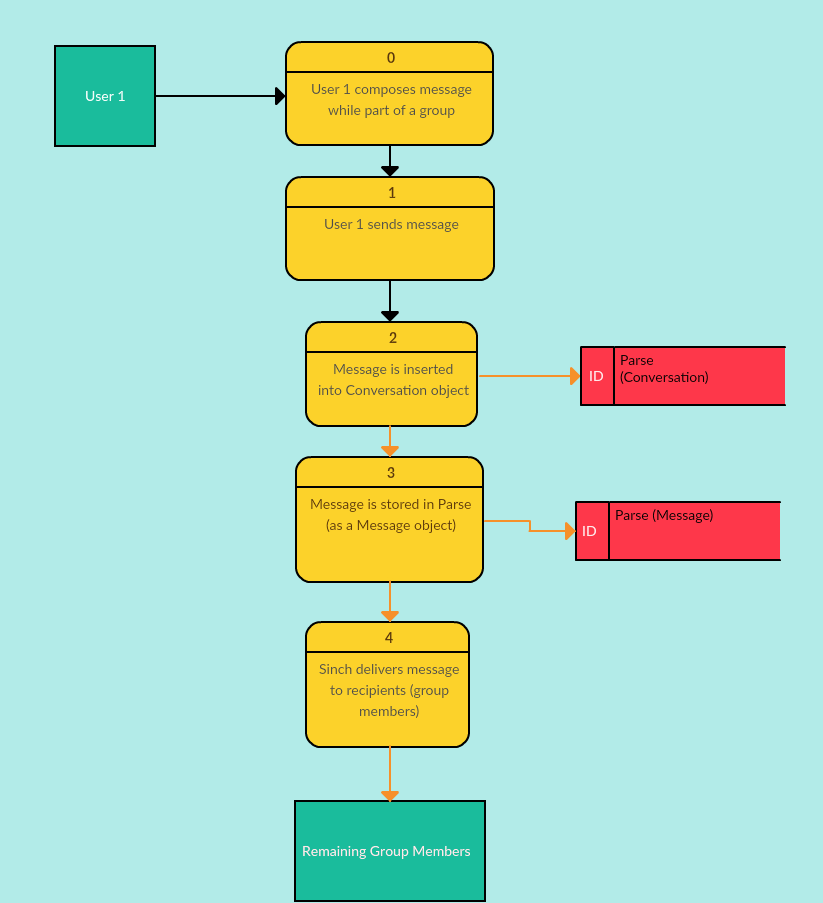 User 1
0
User 1 composes message
while part of a group
1
User 1 sends message
2
Message is inserted
into Conversation object
ID
Parse
(Conversation)
3
Message is stored in Parse
(as a Message object)
ID
Parse (Message)
4
Sinch delivers message
to recipients (group
members)
Remaining Group Members